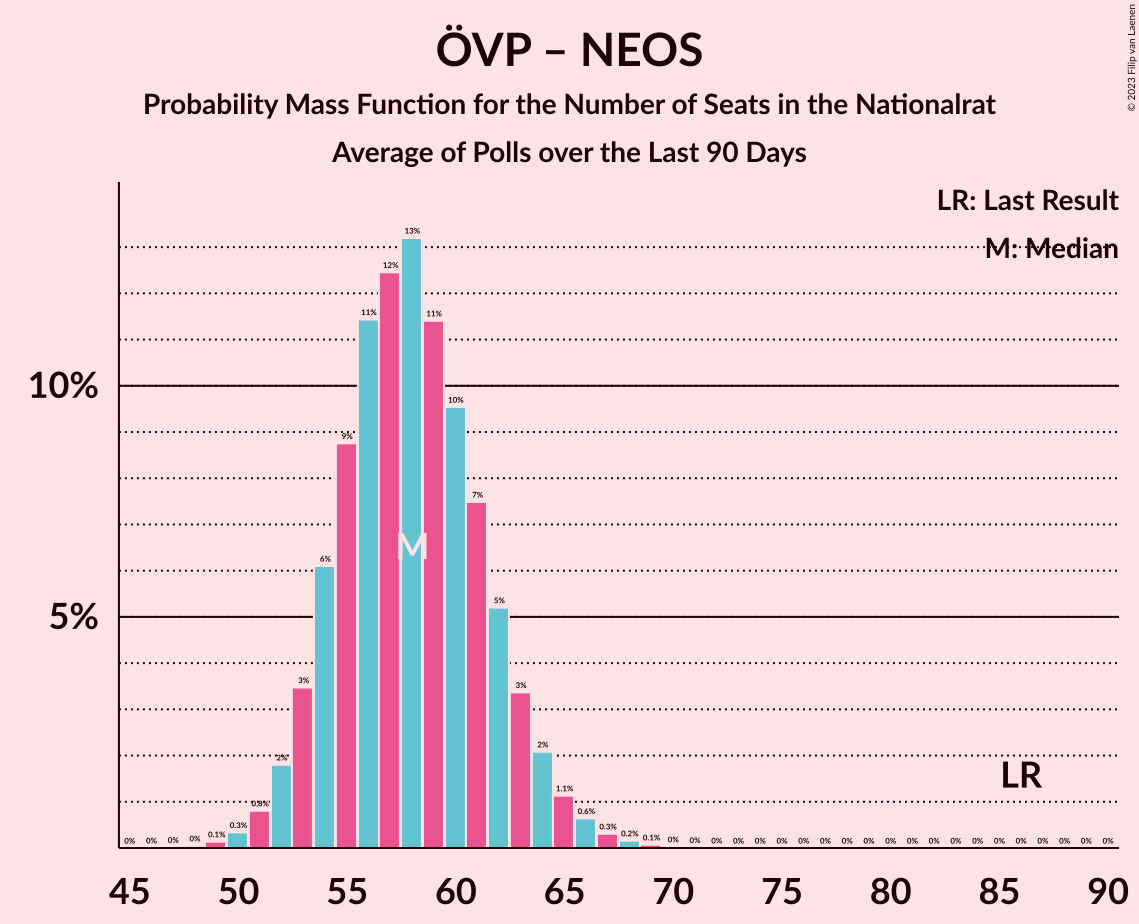 ÖVP – NEOS
Probability Mass Function for the Number of Seats in the Nationalrat
Average of Polls over the Last 90 Days
© 2023 Filip van Laenen
LR: Last Result
M: Median
10%
5%
0% 0% 0% 0% 0.1% 0.3% 0.8% 2% 3% 6% 9% 11% 12% 13% 11% 10% 7% 5% 3% 2% 1.1% 0.6% 0.3% 0.2% 0.1% 0% 0% 0% 0% 0% 0% 0% 0% 0% 0% 0% 0% 0% 0% 0% 0% 0% 0% 0% 0% 0%
M
LR
45 50 55 60 65 70 75 80 85 90